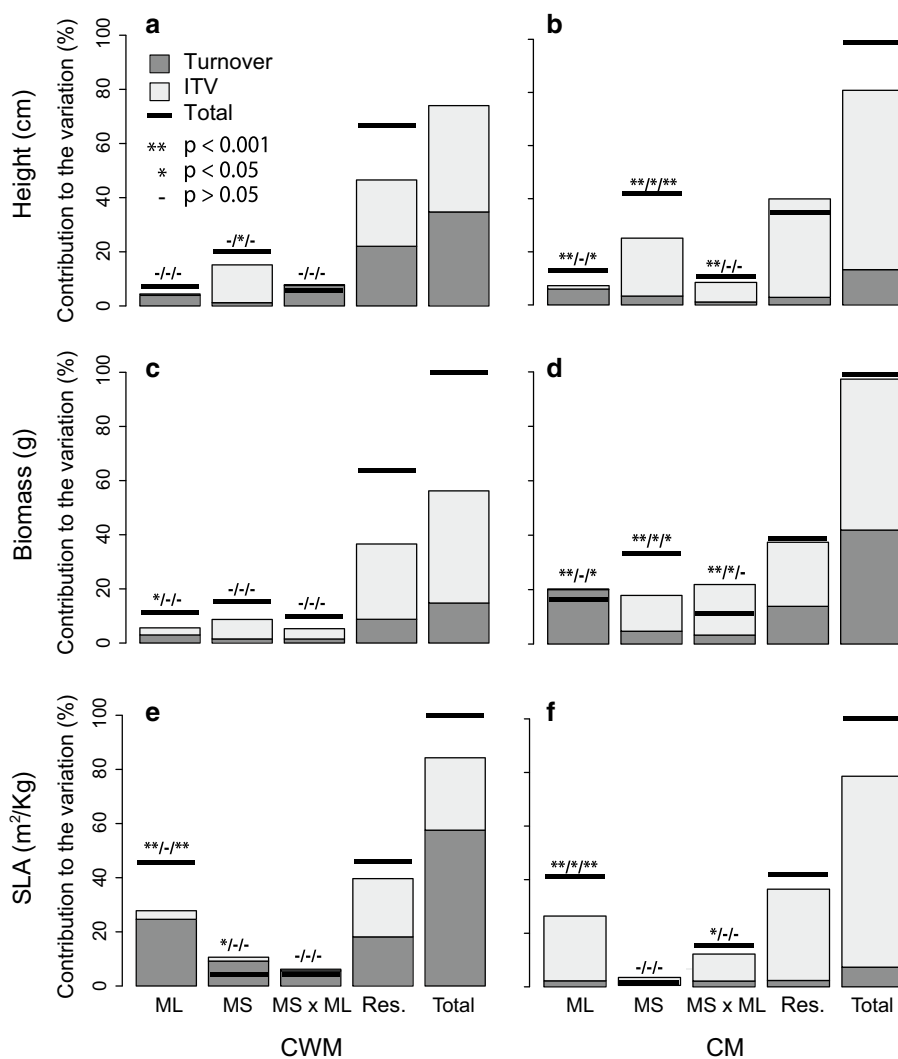 a
b
Turnover
ITV
Total
** p < 0.001
* p < 0.05
- p > 0.05
Height (cm)
Contribution to the variation (%)
0 20 40 60 80 100
-/-/-
-/*/-
-/-/-
**/-/*
**/*/**
**/-/-
c
d
Biomass (g)
Contribution to the variation (%)
0 20 40 60 80 100
*/-/-
-/-/-
-/-/-
**/-/*
**/*/*
**/*/-
e
f
SLA (m²/Kg)
Contribution to the variation (%)
0 20 40 60 80 100
**/-/**
*/-/-
-/-/-
**/*/**
-/-/-
*/-/-
ML MS MS x ML Res. Total
ML MS MS x ML Res. Total
CWM
CM